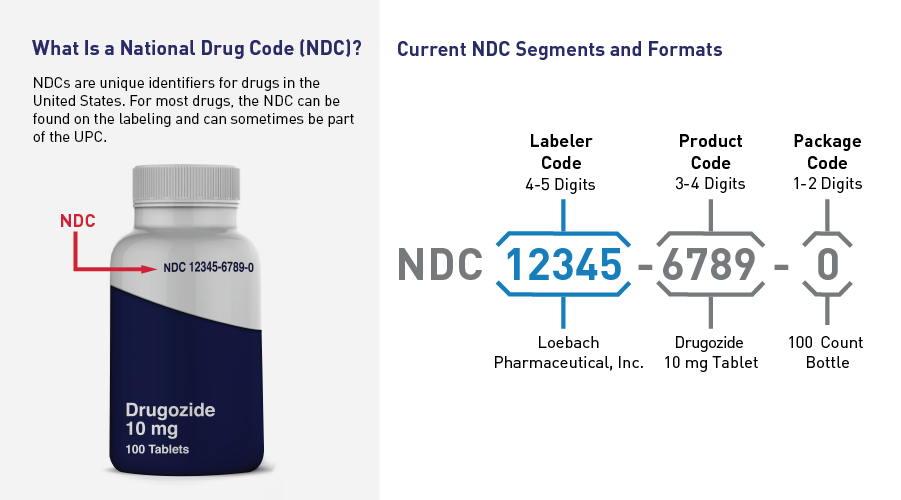 What Is a National Drug Code (NDC)?
NDCs are unique identifiers for drugs in the
United States. For most drugs, the NDC can be
found on the labeling and can sometimes be part
of the UPC.
NDC
NDC 12345-6789-0
Drugozide
10 mg
100 Tablets
Current NDC Segments and Formats
Labeler
Code
4-5 Digits
Product
Code
3-4 Digits
Package
Code
1-2 Digits
NDC 12345 - 6789 - 0
Loebach
Pharmaceutical, Inc.
Drugozide
10 mg Tablet
100 Count
Bottle